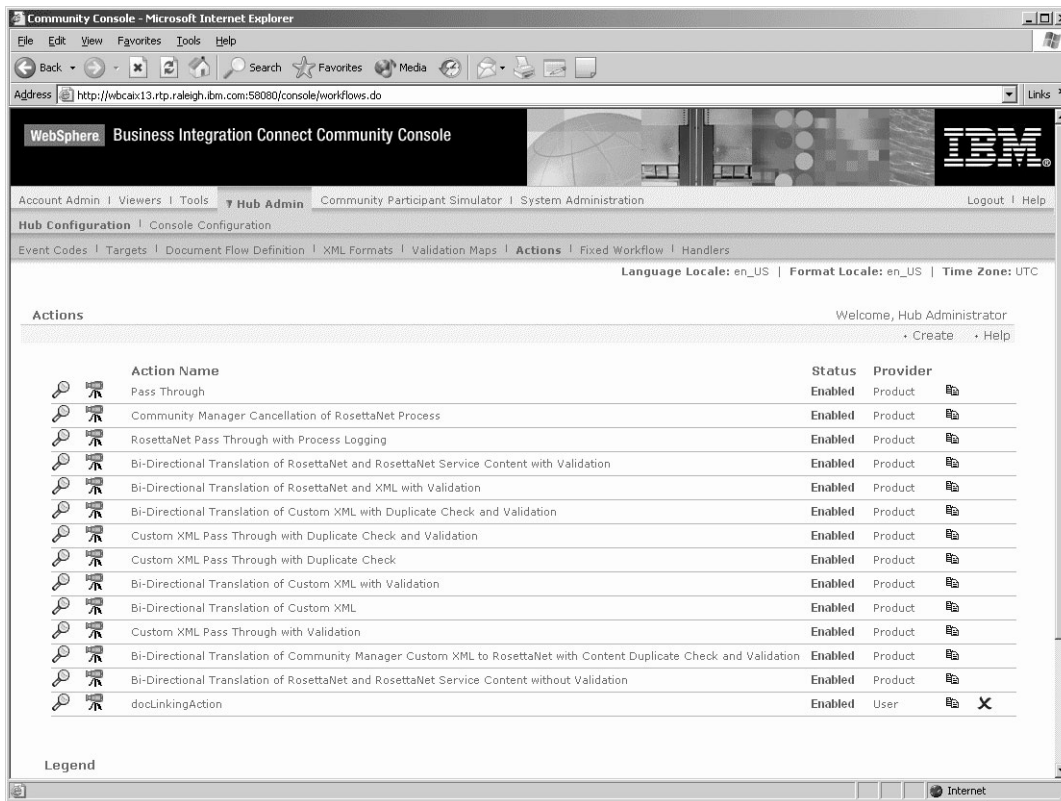 Community Console - Microsoft Internet Explorer
File Edit View Favorites Tools Help
Back Search Favorites Media
Address http://wbcaix13.rtp.raleigh.ibm.com:58080/console/workflows.do Links
WebSphere. Business Integration Connect Community Console
IBM®
Account Admin | Viewers | Tools Hub Admin Community Participant Simulator | System Administration Logout | Help
Hub Configuration | Console Configuration
Event Codes | Targets | Document Flow Definition | XML Formats | Validation Maps | Actions | Fixed Workflow | Handlers
Language Locale: en_US | Format Locale: en_US | Time Zone: UTC
Actions Welcome, Hub Administrator
• Create • Help
Action Name Status Provider
Pass Through Enabled Product
Community Manager Cancellation of RosettaNet Process Enabled Product
RosettaNet Pass Through with Process Logging Enabled Product
Bi-Directional Translation of RosettaNet and RosettaNet Service Content with Validation Enabled Product
Bi-Directional Translation of RosettaNet and XML with Validation Enabled Product
Bi-Directional Translation of Custom XML with Duplicate Check and Validation Enabled Product
Custom XML Pass Through with Duplicate Check and Validation Enabled Product
Custom XML Pass Through with Duplicate Check Enabled Product
Bi-Directional Translation of Custom XML with Validation Enabled Product
Bi-Directional Translation of Custom XML Enabled Product
Custom XML Pass Through with Validation Enabled Product
Bi-Directional Translation of Community Manager Custom XML to RosettaNet with Content Duplicate Check and Validation Enabled Product
Bi-Directional Translation of RosettaNet and RosettaNet Service Content without Validation Enabled Product
docLinkingAction Enabled User
Legend
Internet